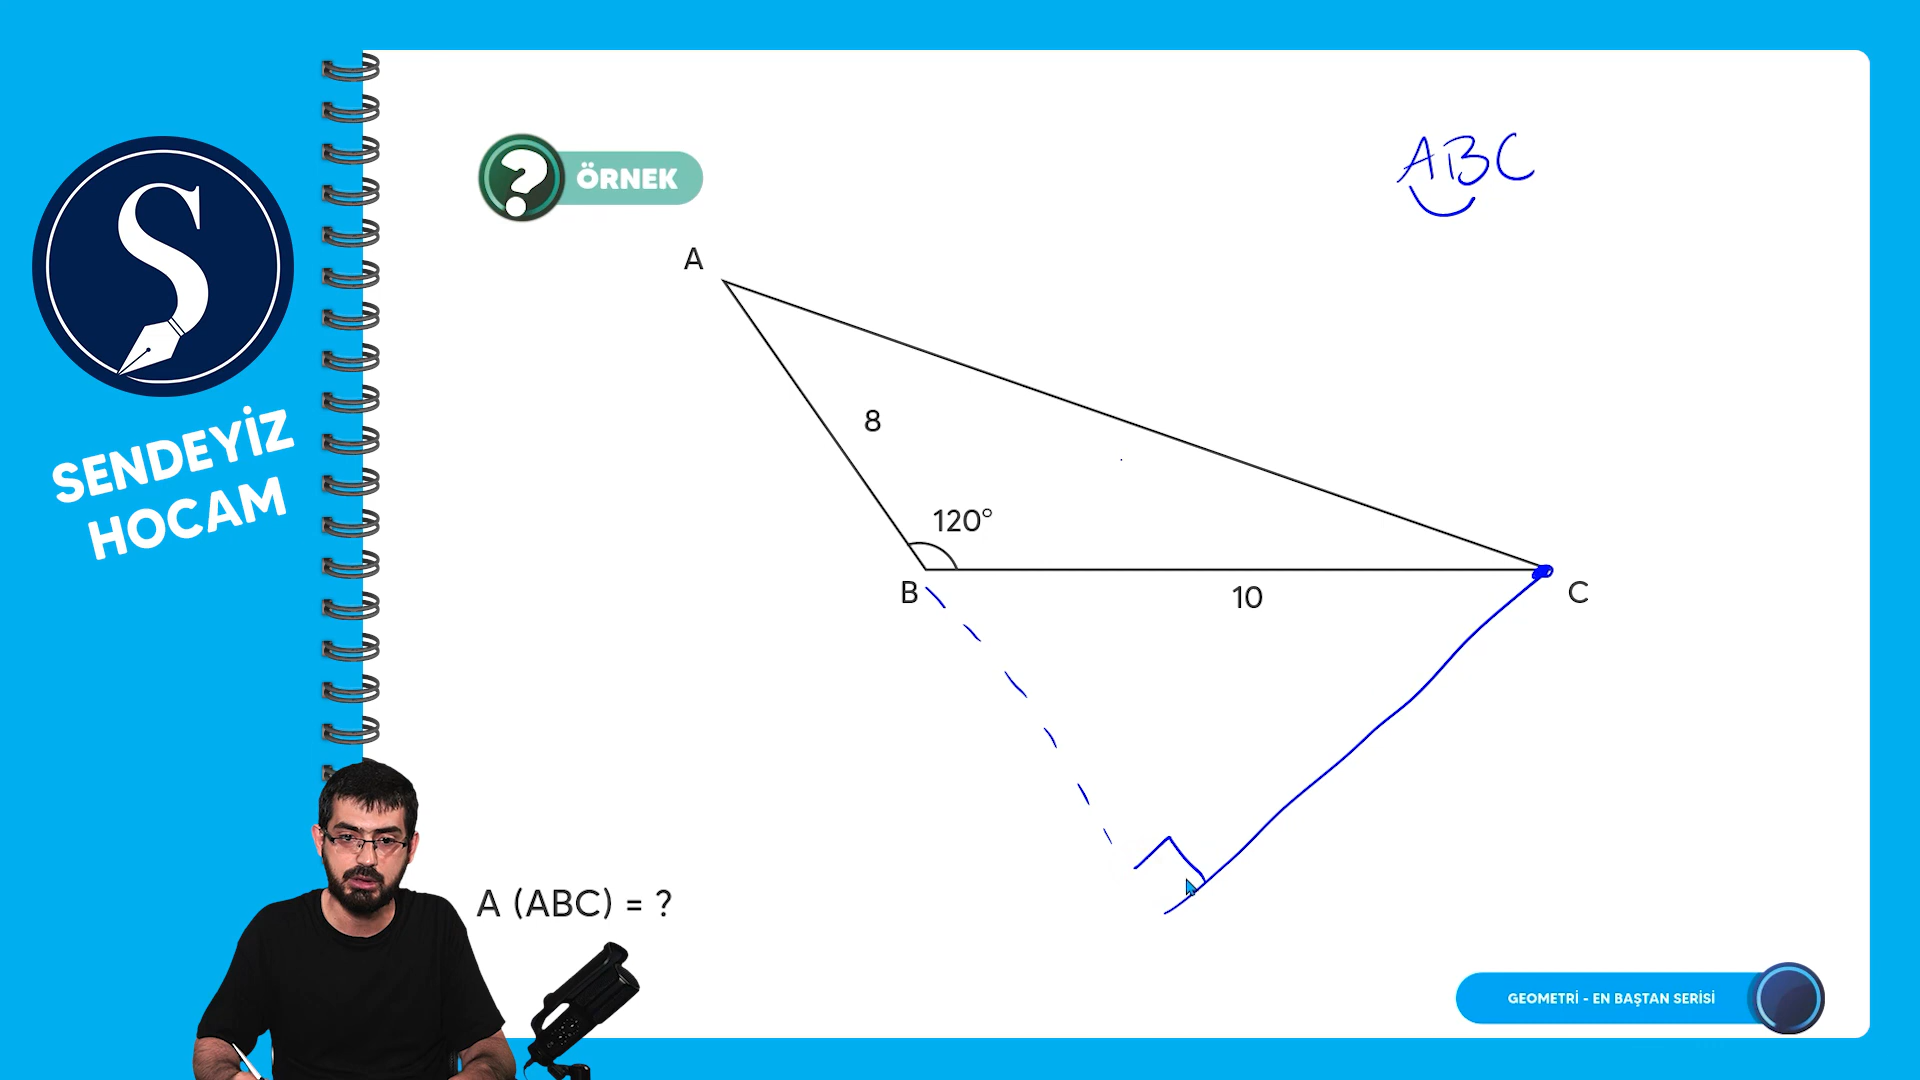 ABC
ÖRNEK
A
8
120°
B
10
C
SENDEYİZ
HOCAM
A (ABC) = ?
GEOMETRİ - EN BAŞTAN SERİSİ